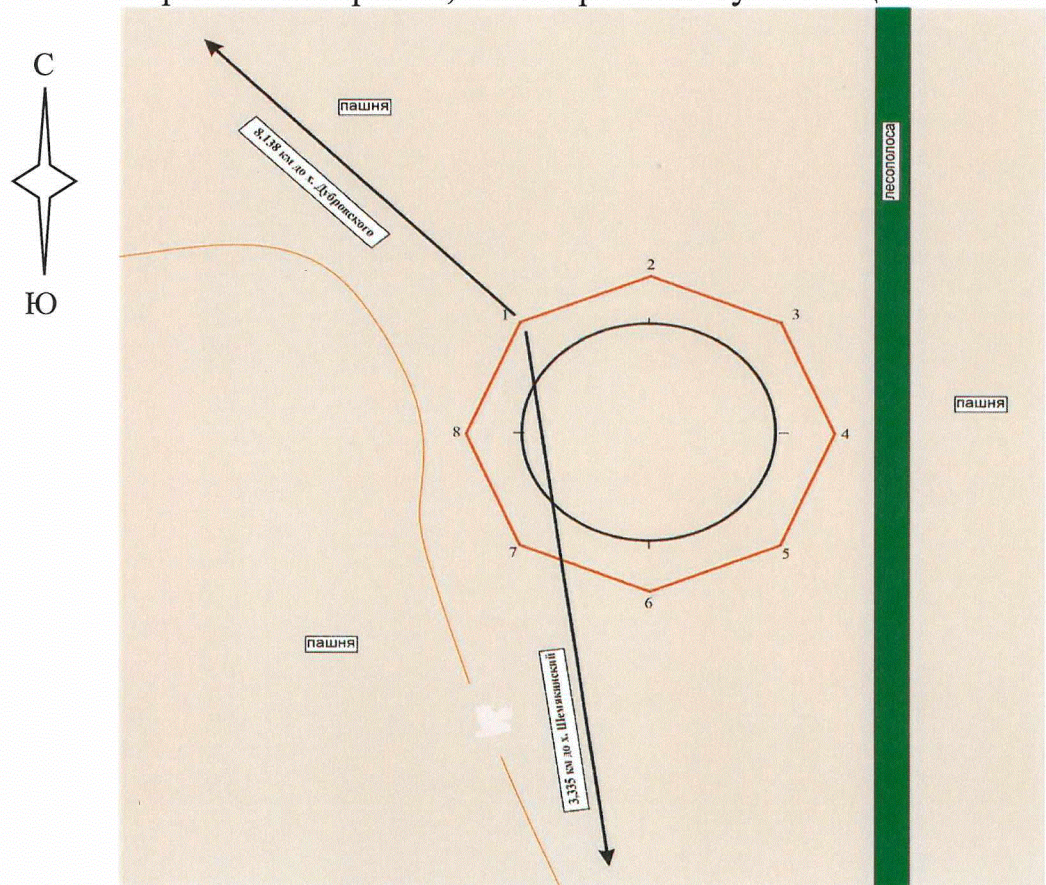 С
Ю
пашня
8,138 км до х. Дубровского
лесополоса
2
1
3
пашня
8
4
7
5
6
пашня
3,335 км до х. Шемякинский